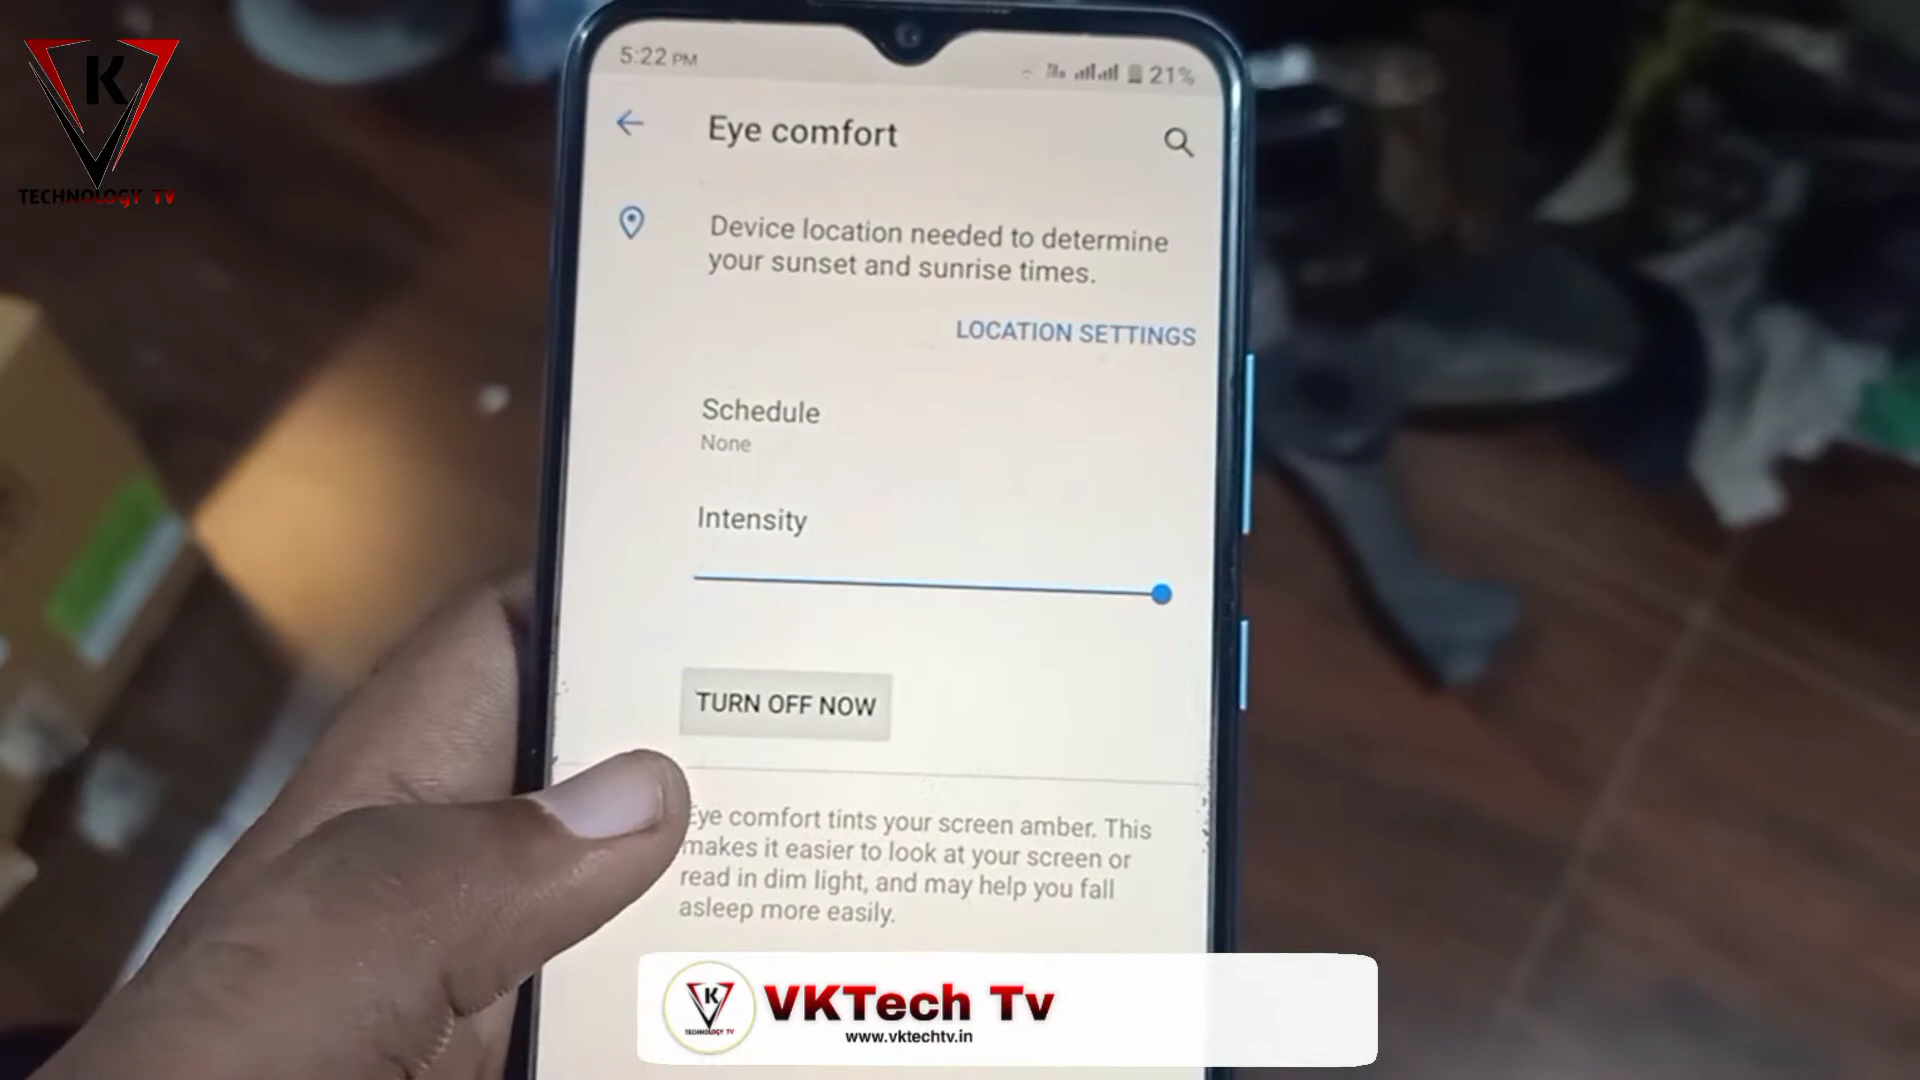 K
TECHNOLOGY TV
5:22 PM
21%
Eye comfort
Device location needed to determine
your sunset and sunrise times.
LOCATION SETTINGS
Schedule
None
Intensity
TURN OFF NOW
Eye comfort tints your screen amber. This
makes it easier to look at your screen or
read in dim light, and may help you fall
asleep more easily.
K
TECHNOLOGY TV
VKTech Tv
www.vktechtv.in